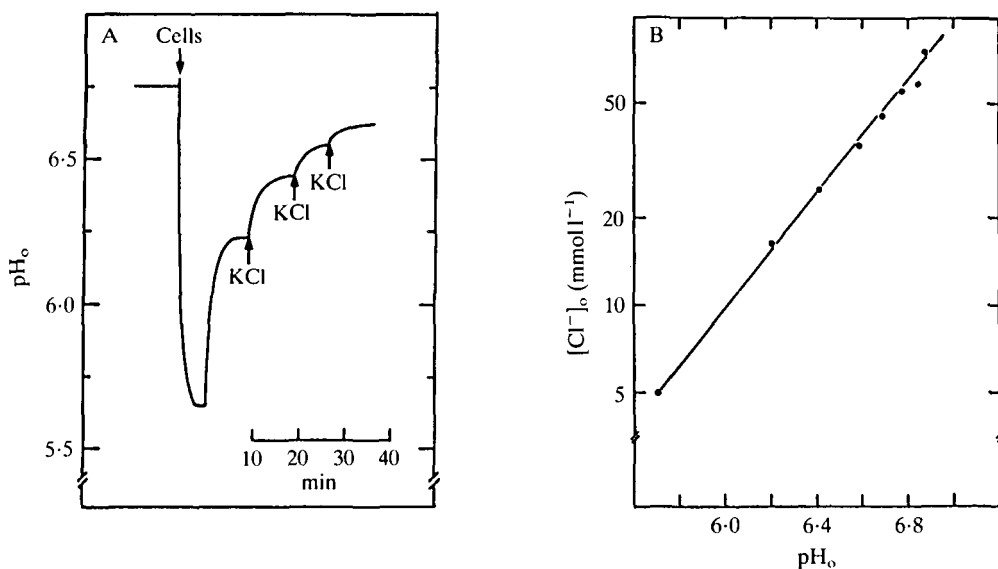 A
Cells
6·5
6·0
5·5
pHo
KCl
KCl
KCl
10 20 30 40
min
B
50
20
10
5
[Cl⁻]o (mmol l⁻¹)
6·0 6·4 6·8
pHo